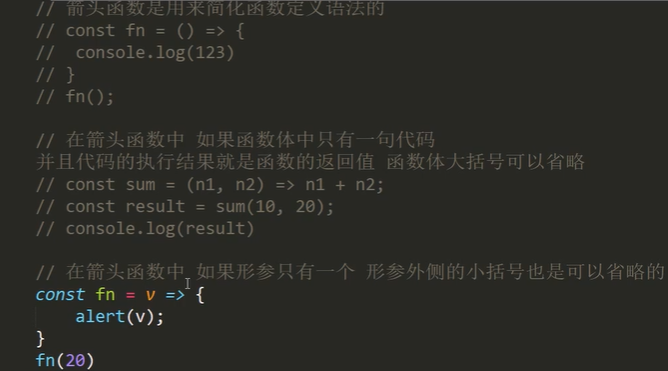 // 箭头函数是用来简化函数定义语法的
// const fn = () => {
//  console.log(123)
// }
// fn();
// 在箭头函数中 如果函数体中只有一句代码
并且代码的执行结果就是函数的返回值 函数体大括号可以省略
// const sum = (n1, n2) => n1 + n2;
// const result = sum(10, 20);
// console.log(result)
// 在箭头函数中 如果形参只有一个 形参外侧的小括号也是可以省略的
const fn = v => {
    alert(v);
}
fn(20)